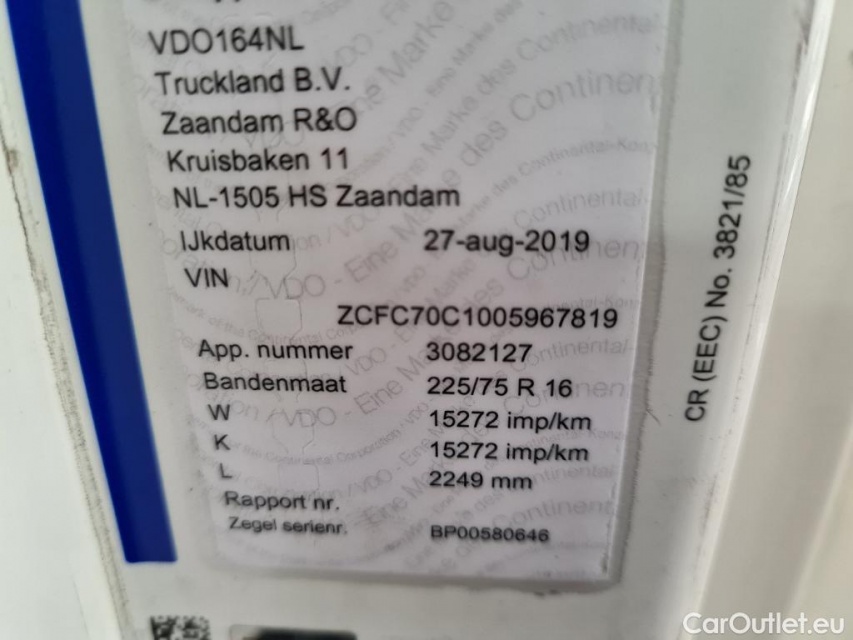 VDO164NL
Truckland B.V.
Zaandam R&O
Kruisbaken 11
NL-1505 HS Zaandam
IJkdatum 27-aug-2019
VIN
ZCFC70C1005967819
App. nummer 3082127
Bandenmaat 225/75 R 16
W 15272 imp/km
K 15272 imp/km
L 2249 mm
Rapport nr.
Zegel serienr. BP00580646
CR (EEC) No. 3821/85
CarOutlet.eu